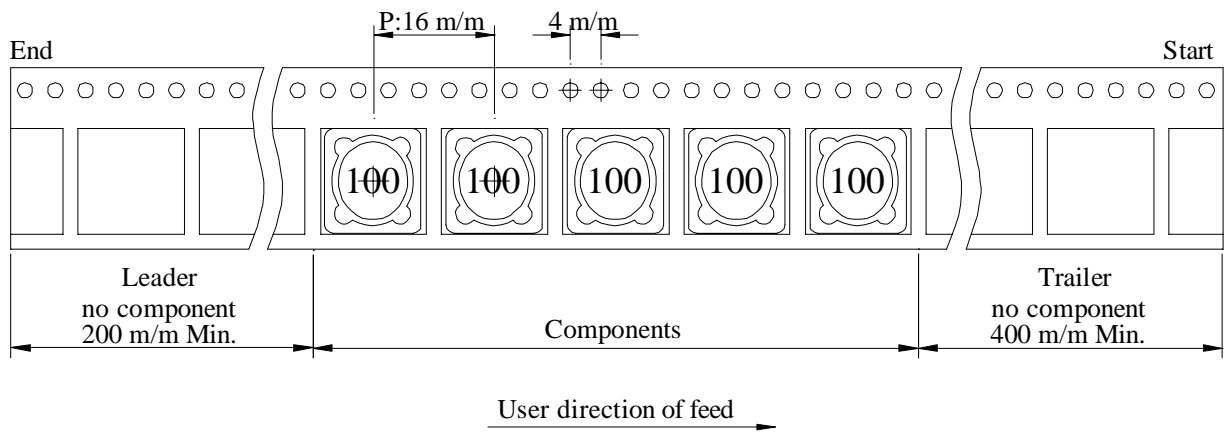 P:16 m/m
4 m/m
End
Start
100
100
100
100
100
Leader
no component
200 m/m Min.
Components
Trailer
no component
400 m/m Min.
User direction of feed